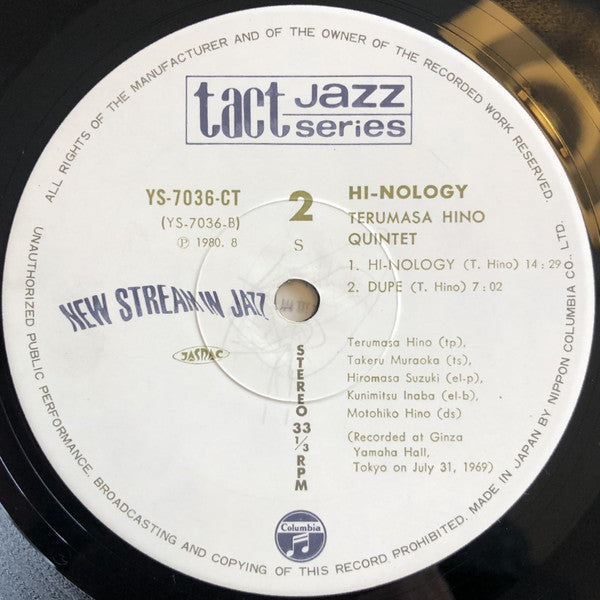 ALL RIGHTS OF THE MANUFACTURER AND OF THE OWNER OF THE RECORDED WORK RESERVED.
tact JAZZ series
YS-7036-CT
(YS-7036-B)
Ⓟ 1980. 8
2
S
HI-NOLOGY
TERUMASA HINO
QUINTET
1. HI-NOLOGY (T. Hino) 14:29
2. DUPE (T. Hino) 7:02
NEW STREAM IN JAZZ
JASRAC
STEREO 33 1/3 RPM
Terumasa Hino (tp),
Takeru Muraoka (ts),
Hiromasa Suzuki (el-p),
Kunimitsu Inaba (el-b),
Motohiko Hino (ds)
(Recorded at Ginza
Yamaha Hall,
Tokyo on July 31, 1969)
Columbia
UNAUTHORIZED PUBLIC PERFORMANCE, BROADCASTING AND COPYING OF THIS RECORD PROHIBITED. MADE IN JAPAN BY NIPPON COLUMBIA CO., LTD.